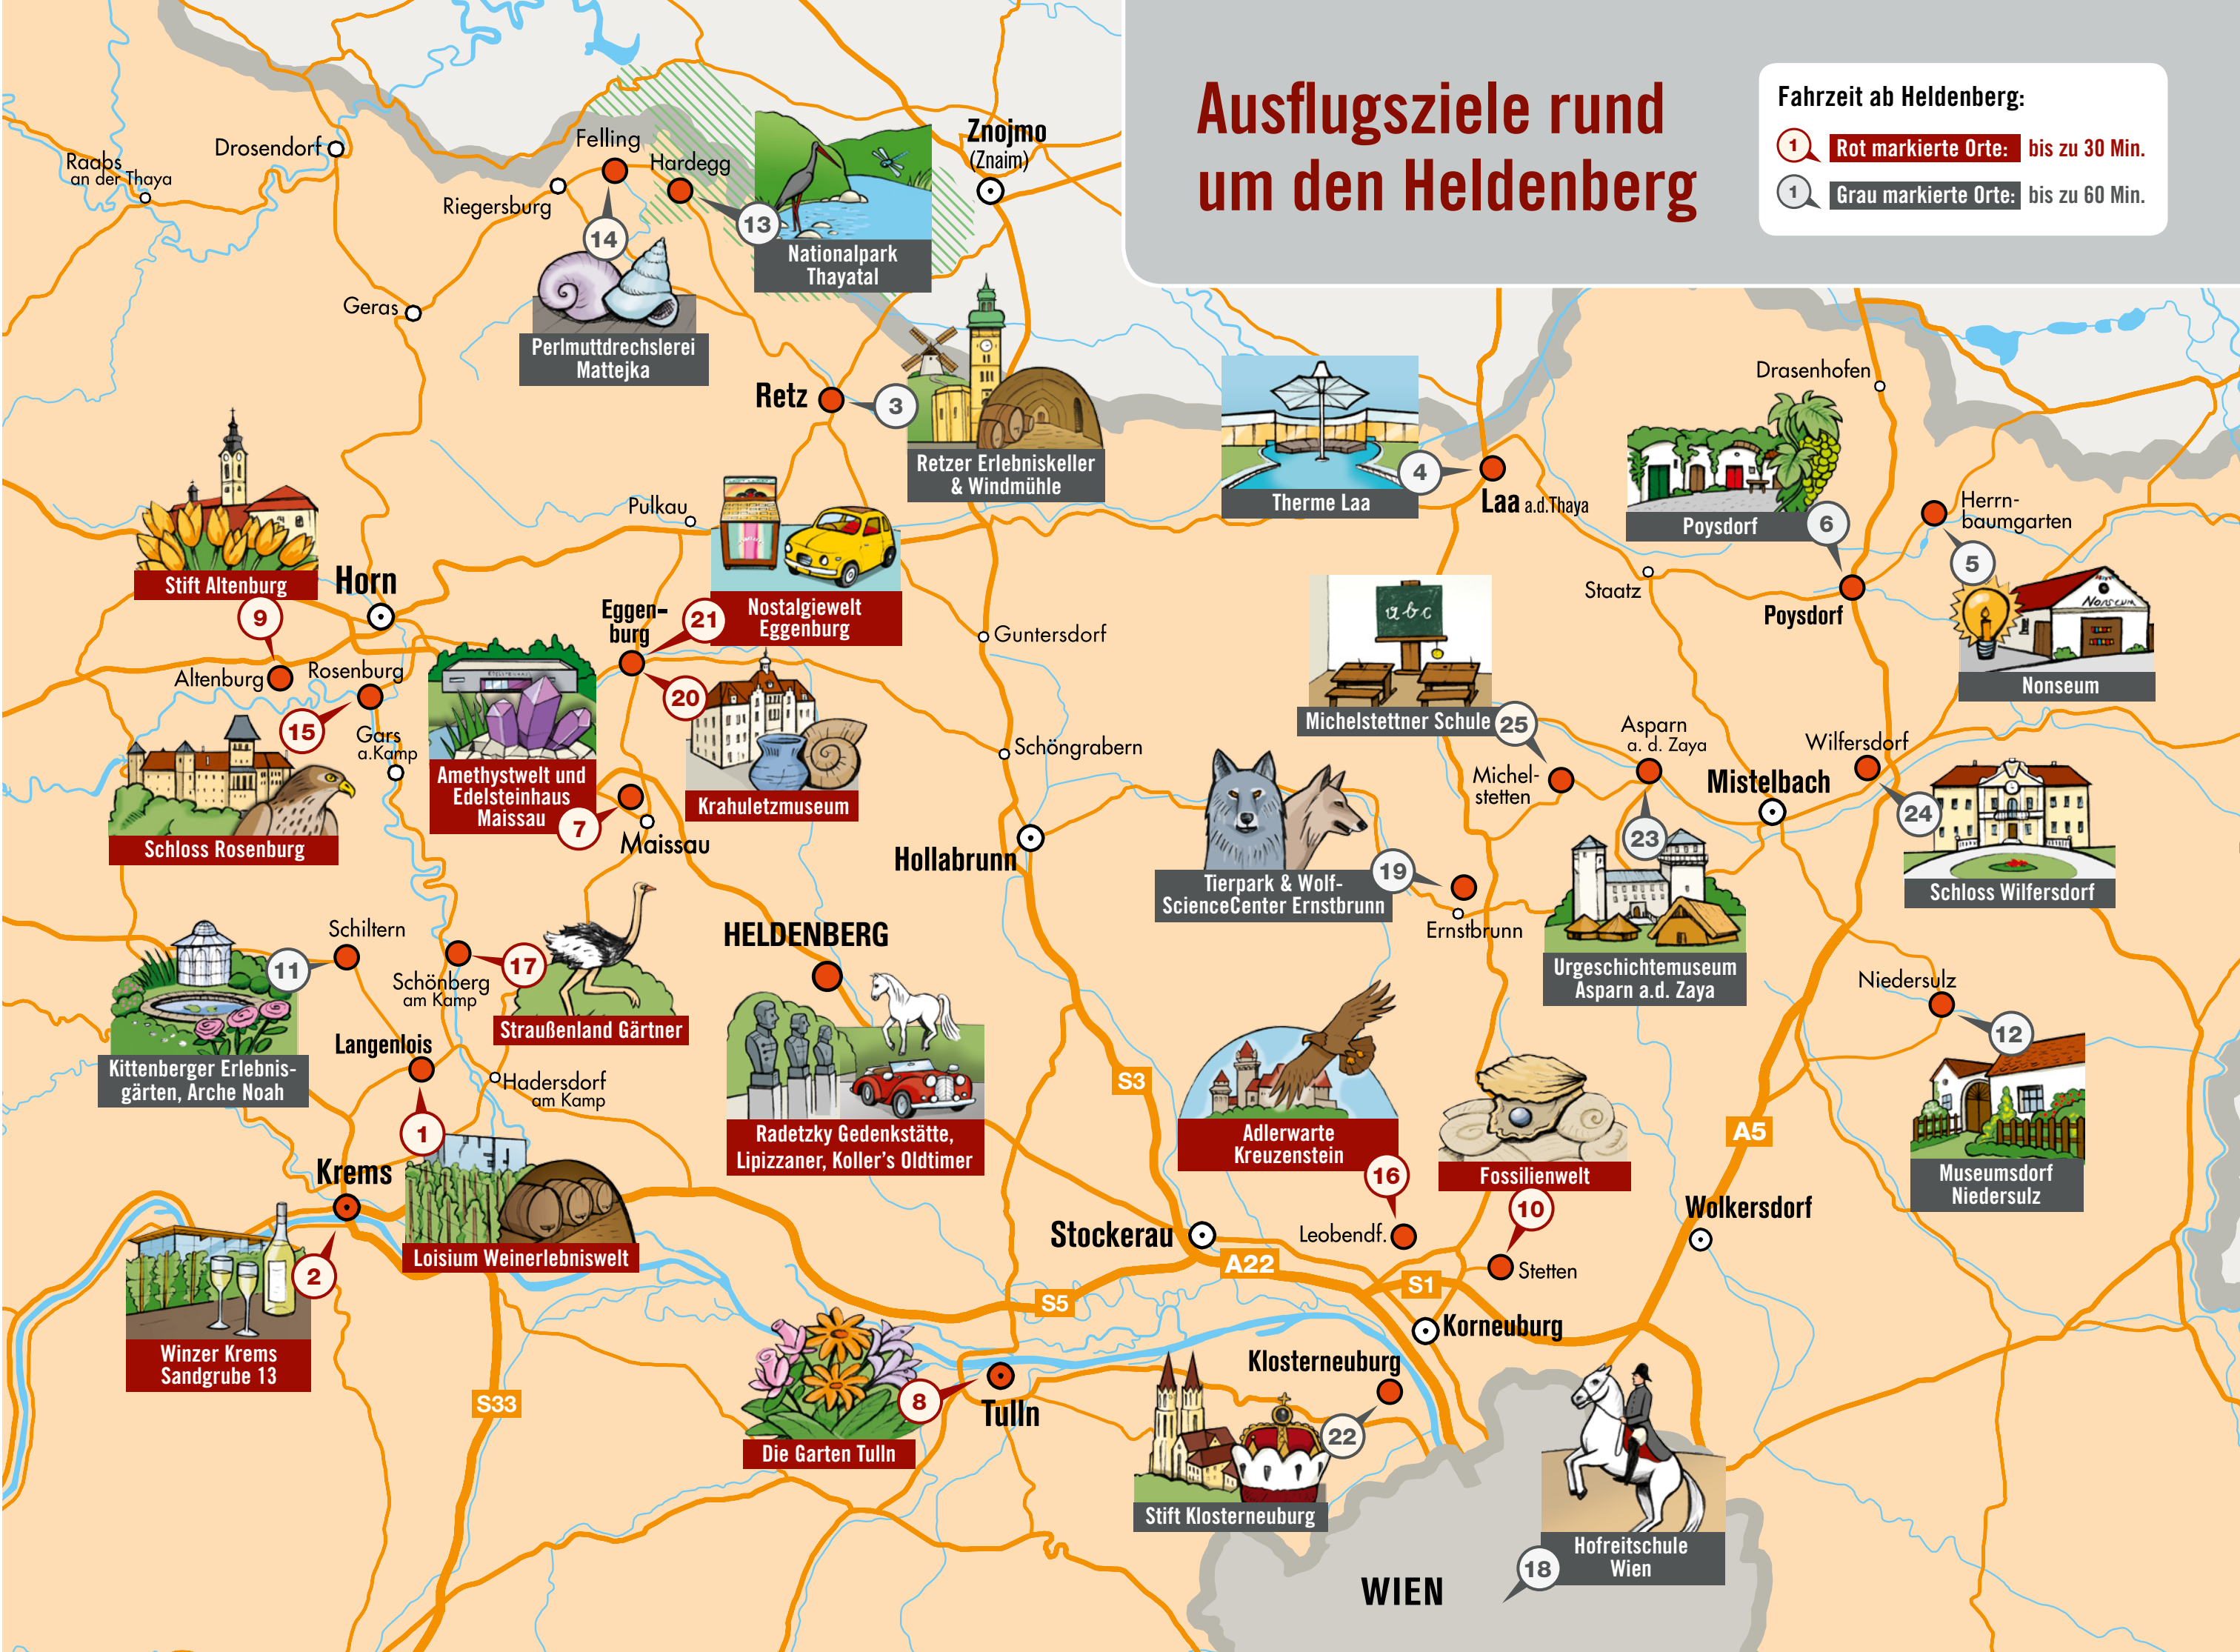 Ausflugsziele rund
um den Heldenberg
Fahrzeit ab Heldenberg:
1 Rot markierte Orte: bis zu 30 Min.
1 Grau markierte Orte: bis zu 60 Min.
Raabs
an der Thaya
Drosendorf
Felling
Hardegg
Riegersburg
14
13
Nationalpark
Thayatal
Znojmo
(Znaim)
Geras
Perlmuttdrechslerei
Mattejka
Retz
3
Retzer Erlebniskeller
& Windmühle
Therme Laa
4
Laa a.d.Thaya
Drasenhofen
Poysdorf
6
Herrn-
baumgarten
5
Staatz
Poysdorf
Nonseum
Nonseum
Stift Altenburg
9
Horn
Pulkau
Eggen-
burg
21
Nostalgiewelt
Eggenburg
20
Krahuletzmuseum
Altenburg
Rosenburg
15
Gars
a.Kamp
Schloss Rosenburg
Amethystwelt und
Edelsteinhaus
Maissau
7
Maissau
Guntersdorf
Schöngrabern
Hollabrunn
a b c
Michelstettner Schule
25
Michel-
stetten
Asparn
a. d. Zaya
23
Mistelbach
Wilfersdorf
24
Schloss Wilfersdorf
Tierpark & Wolf-
ScienceCenter Ernstbrunn
19
Ernstbrunn
Urgeschichtemuseum
Asparn a.d. Zaya
Niedersulz
12
Museumsdorf
Niedersulz
Schiltern
11
Kittenberger Erlebnis-
gärten, Arche Noah
Schönberg
am Kamp
17
Straußenland Gärtner
HELDENBERG
Radetzky Gedenkstätte,
Lipizzaner, Koller's Oldtimer
Langenlois
1
Hadersdorf
am Kamp
Loisium Weinerlebniswelt
Krems
2
Winzer Krems
Sandgrube 13
S3
Adlerwarte
Kreuzenstein
16
Leobendf.
Fossilienwelt
10
Stetten
A5
Wolkersdorf
Stockerau
A22
S1
S5
Korneuburg
S33
Die Garten Tulln
8
Tulln
Klosterneuburg
22
Stift Klosterneuburg
Hofreitschule
Wien
18
WIEN